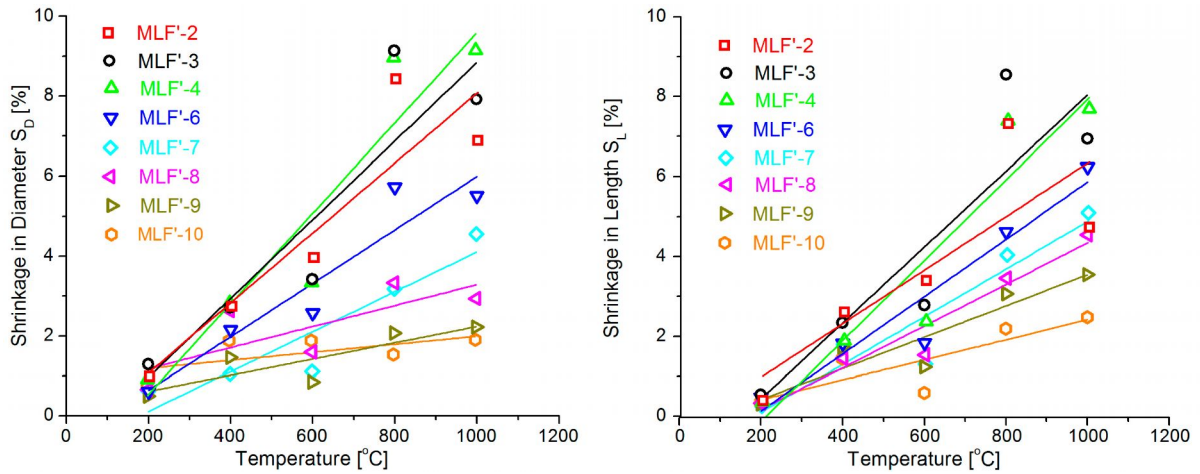 10
8
6
4
2
0
Shrinkage in Diameter S_D [%]
MLF'-2
MLF'-3
MLF'-4
MLF'-6
MLF'-7
MLF'-8
MLF'-9
MLF'-10
0 200 400 600 800 1000 1200
Temperature [°C]
10
8
6
4
2
0
Shrinkage in Length S_L [%]
MLF'-2
MLF'-3
MLF'-4
MLF'-6
MLF'-7
MLF'-8
MLF'-9
MLF'-10
0 200 400 600 800 1000 1200
Temperature [°C]